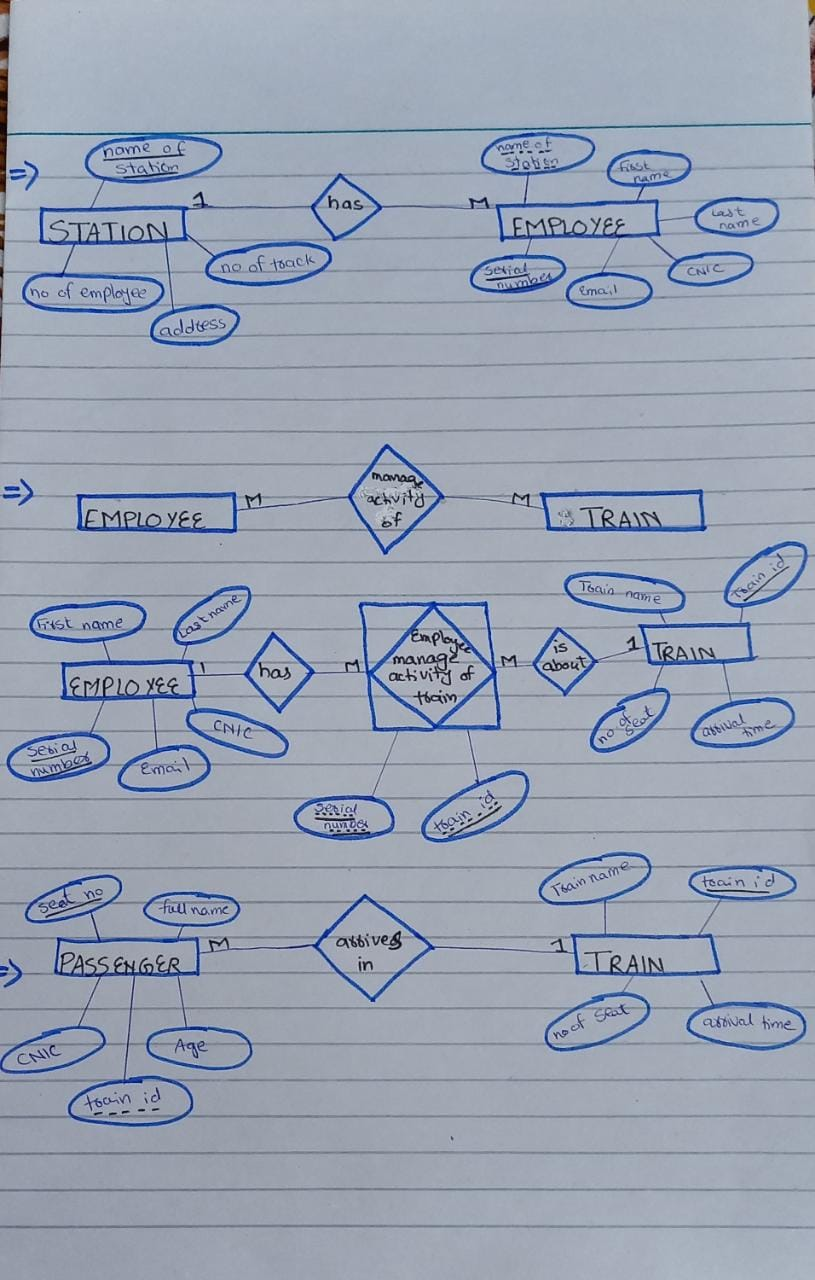 =>
name of
station
1
has
M
STATION
no of track
no of employee
address
name of
station
First
name
EMPLOYEE
Last
name
Serial
number
Email
CNIC
=>
EMPLOYEE
M
manage
activity
of
M
TRAIN
First name
Last name
EMPLOYEE
1
has
M
Employee
manage
activity of
train
M
is
about
1
TRAIN
Train name
Train id
Serial
number
Email
CNIC
Serial
number
train id
no of
seat
arrival
time
=>
seat no
full name
PASSENGER
M
arrives
in
1
TRAIN
Train name
train id
CNIC
Age
train id
no of Seat
arrival time